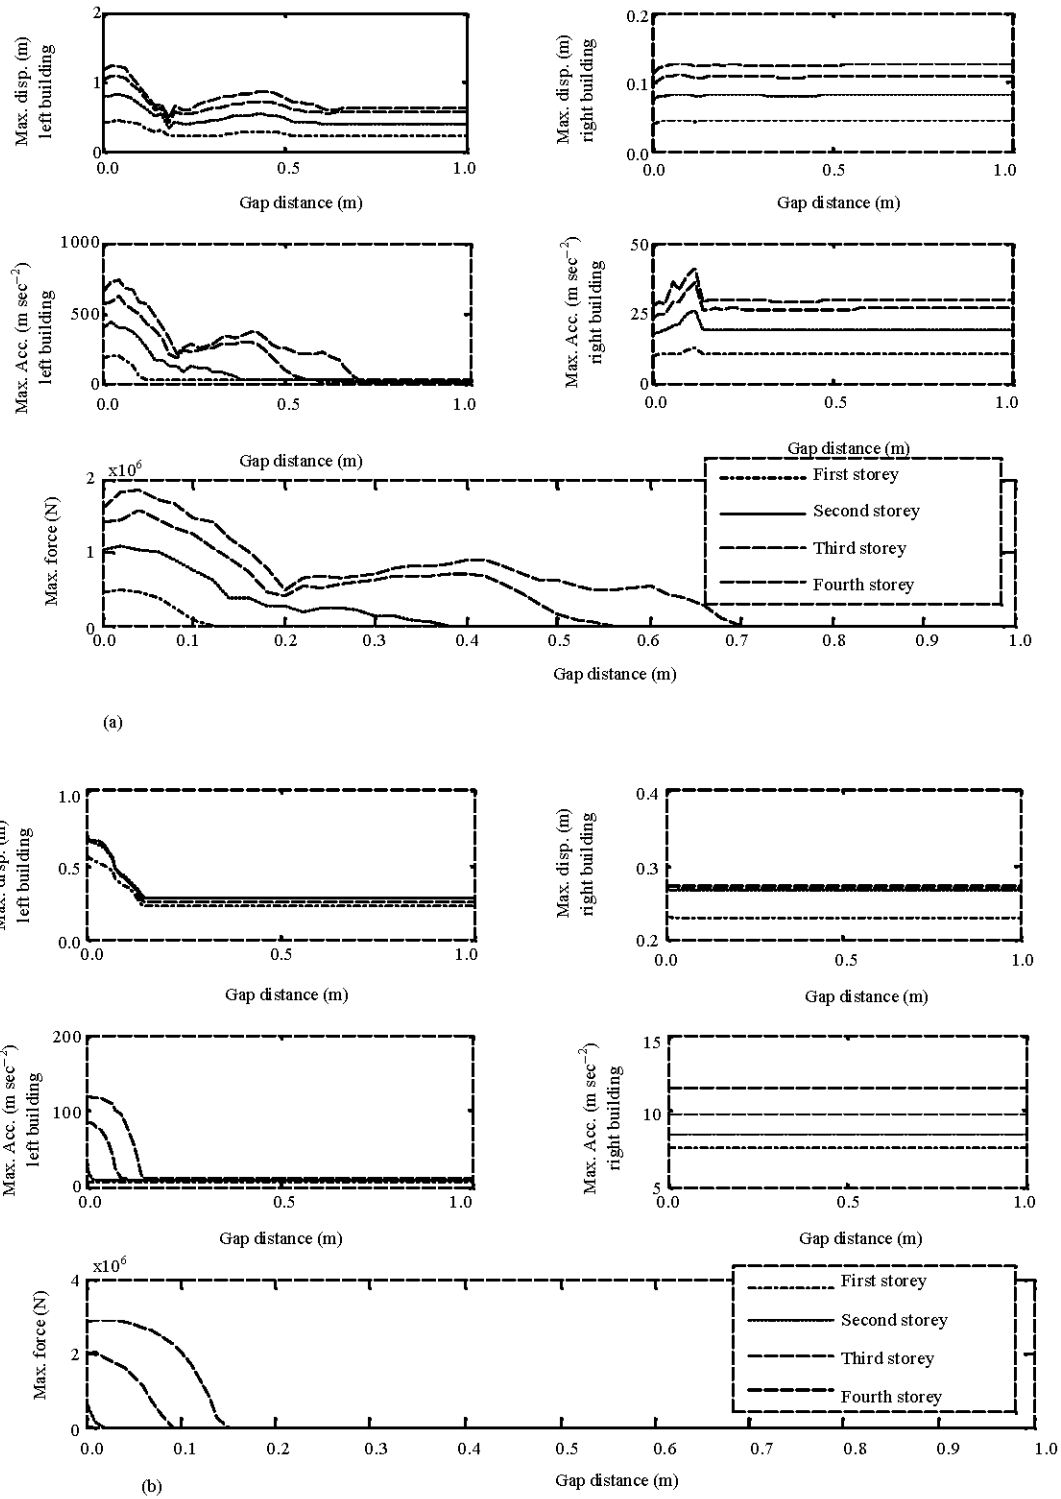 Max. disp. (m)
left building
2
1
0
0.0 0.5 1.0
Gap distance (m)
Max. disp. (m)
right building
0.2
0.1
0.0
0.0 0.5 1.0
Gap distance (m)
Max. Acc. (m sec⁻²)
left building
1000
500
0
0.0 0.5 1.0
Gap distance (m)
Max. Acc. (m sec⁻²)
right building
50
25
0
0.0 0.5 1.0
Gap distance (m)
x10⁶
Max. force (N)
2
1
0
0.0 0.1 0.2 0.3 0.4 0.5 0.6 0.7 0.8 0.9 1.0
Gap distance (m)
First storey
Second storey
Third storey
Fourth storey
(a)
Max. disp. (m)
left building
1.0
0.5
0.0
0.0 0.5 1.0
Gap distance (m)
Max. disp. (m)
right building
0.4
0.3
0.2
0.0 0.5 1.0
Gap distance (m)
Max. Acc. (m sec⁻²)
left building
200
100
0
0.0 0.5 1.0
Gap distance (m)
Max. Acc. (m sec⁻²)
right building
15
10
5
0.0 0.5 1.0
Gap distance (m)
x10⁶
Max. force (N)
4
2
0
0.0 0.1 0.2 0.3 0.4 0.5 0.6 0.7 0.8 0.9 1.0
Gap distance (m)
First storey
Second storey
Third storey
Fourth storey
(b)